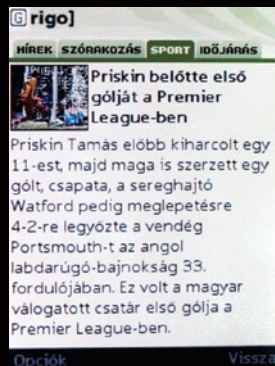 [origo]
HÍREK SZÓRAKOZÁS SPORT IDŐJÁRÁS
Priskin belőtte első
gólját a Premier
League-ben
Priskin Tamás előbb kiharcolt egy
11-est, majd maga is szerzett egy
gólt, csapata, a sereghajtó
Watford pedig meglepetésre
4-2-re legyőzte a vendég
Portsmouth-t az angol
labdarúgó-bajnokság 33.
fordulójában. Ez volt a magyar
válogatott csatár első gólja a
Premier League-ben.
Opciók Vissza